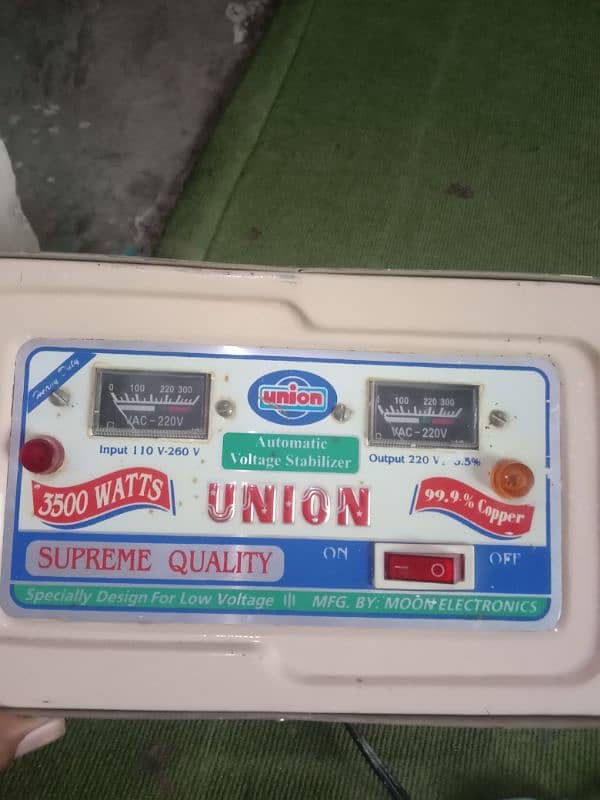 Heavy Duty
0 100 220 300
VAC - 220V
union
0 100 220 300
VAC - 220V
Input 110 V-260 V
Automatic
Voltage Stabilizer
Output 220 V
3500 WATTS
UNION
99.9.% Copper
SUPREME QUALITY
ON
OFF
Specially Design For Low Voltage
MFG. BY: MOON ELECTRONICS